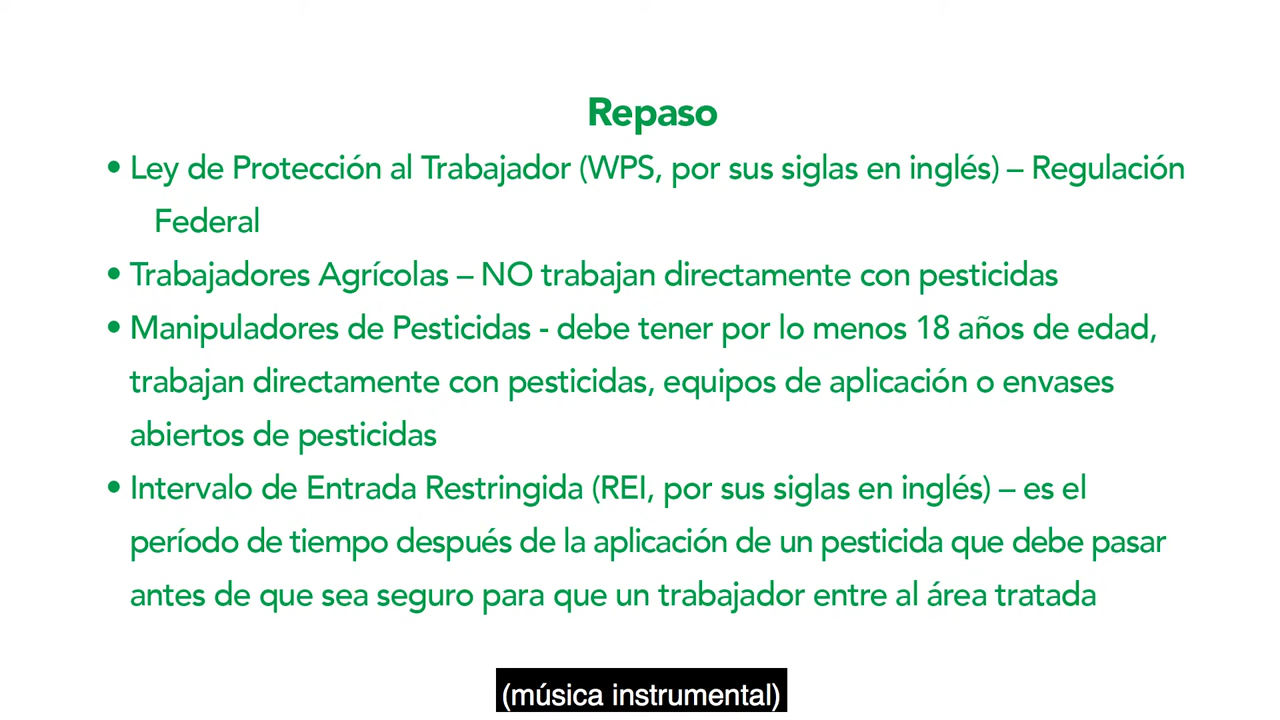 Repaso
• Ley de Protección al Trabajador (WPS, por sus siglas en inglés) – Regulación
Federal
• Trabajadores Agrícolas – NO trabajan directamente con pesticidas
• Manipuladores de Pesticidas - debe tener por lo menos 18 años de edad,
trabajan directamente con pesticidas, equipos de aplicación o envases
abiertos de pesticidas
• Intervalo de Entrada Restringida (REI, por sus siglas en inglés) – es el
período de tiempo después de la aplicación de un pesticida que debe pasar
antes de que sea seguro para que un trabajador entre al área tratada
(música instrumental)